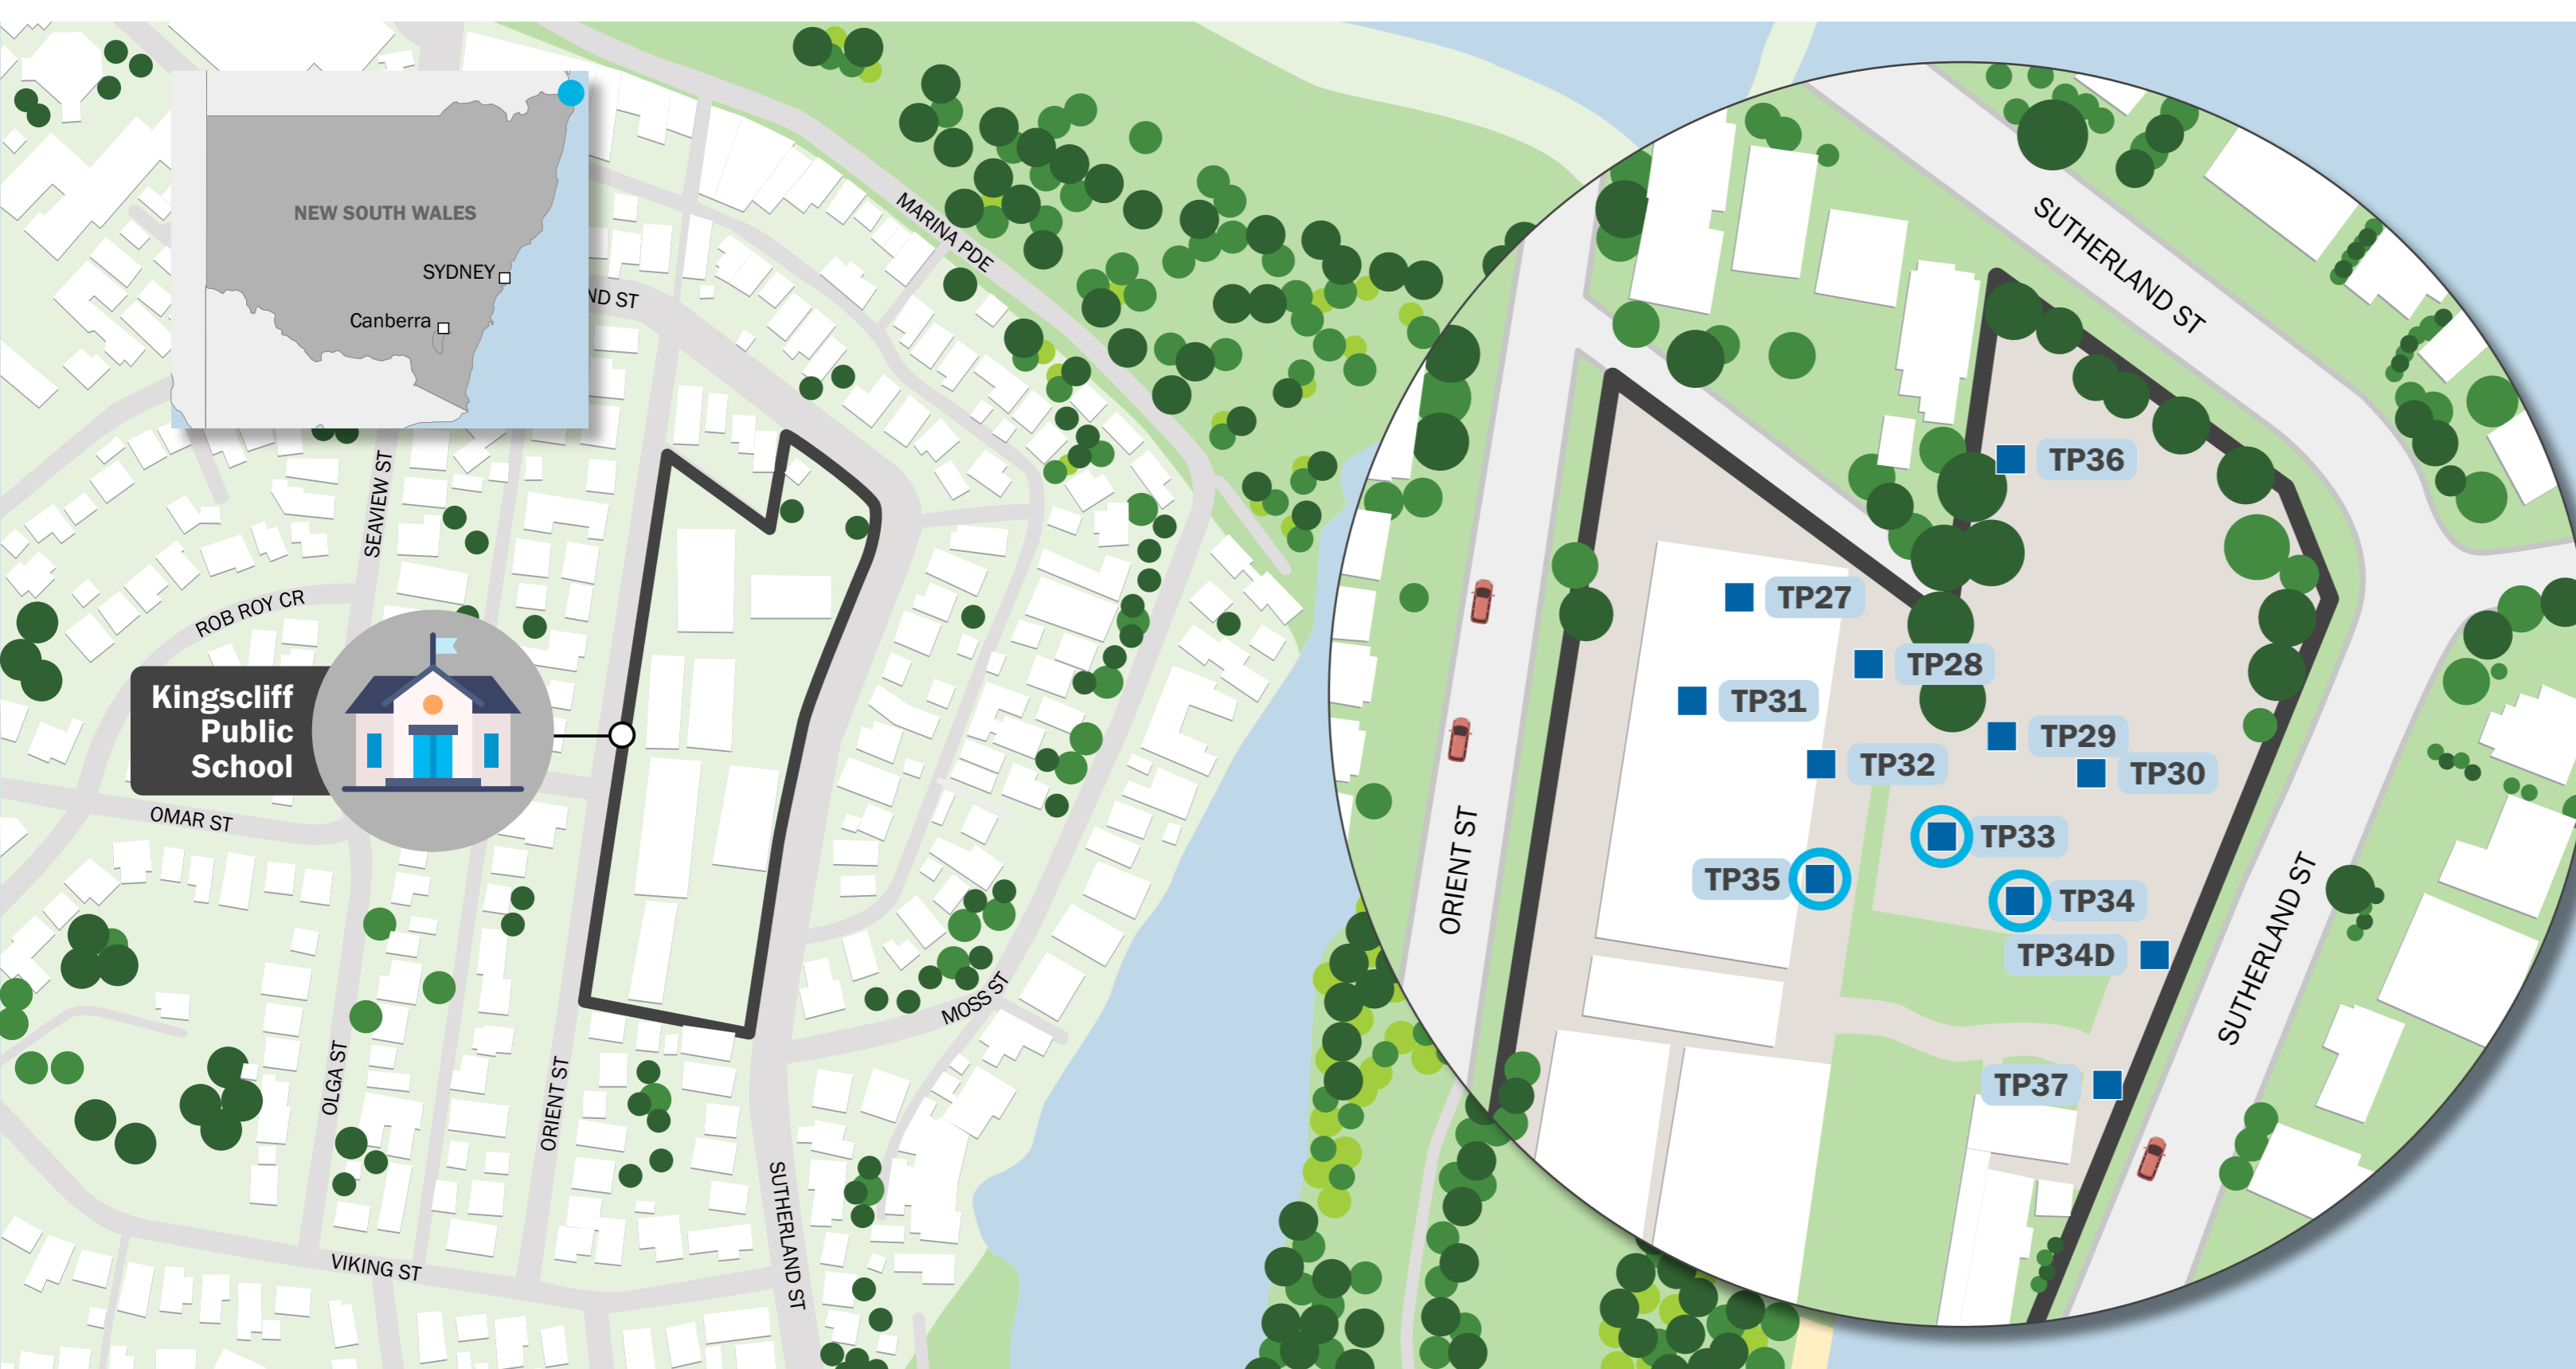 NEW SOUTH WALES
SYDNEY
Canberra
ND ST
MARINA PDE
SEAVIEW ST
ROB ROY CR
Kingscliff
Public
School
OMAR ST
OLGA ST
ORIENT ST
MOSS ST
SUTHERLAND ST
VIKING ST
SUTHERLAND ST
TP36
TP27
TP28
TP31
TP29
TP32
TP30
TP33
TP35
TP34
TP34D
TP37
ORIENT ST
SUTHERLAND ST